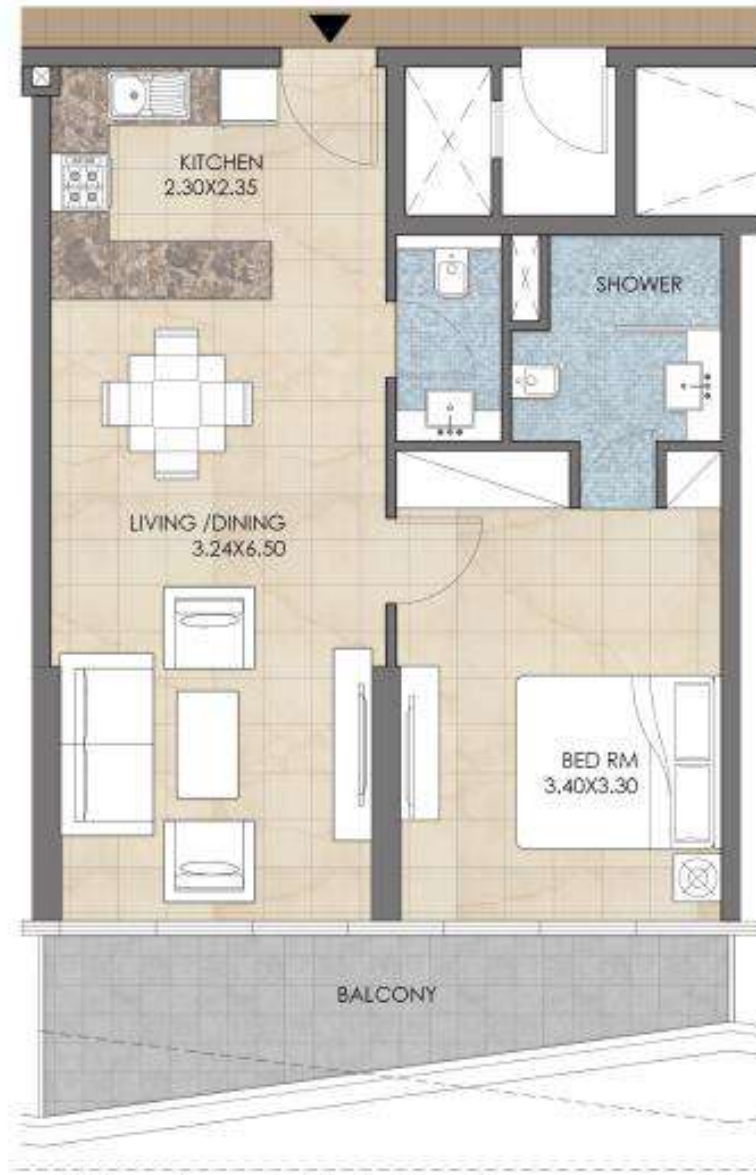 KITCHEN
2.30X2.35
SHOWER
LIVING /DINING
3.24X6.50
BED RM
3.40X3.30
BALCONY